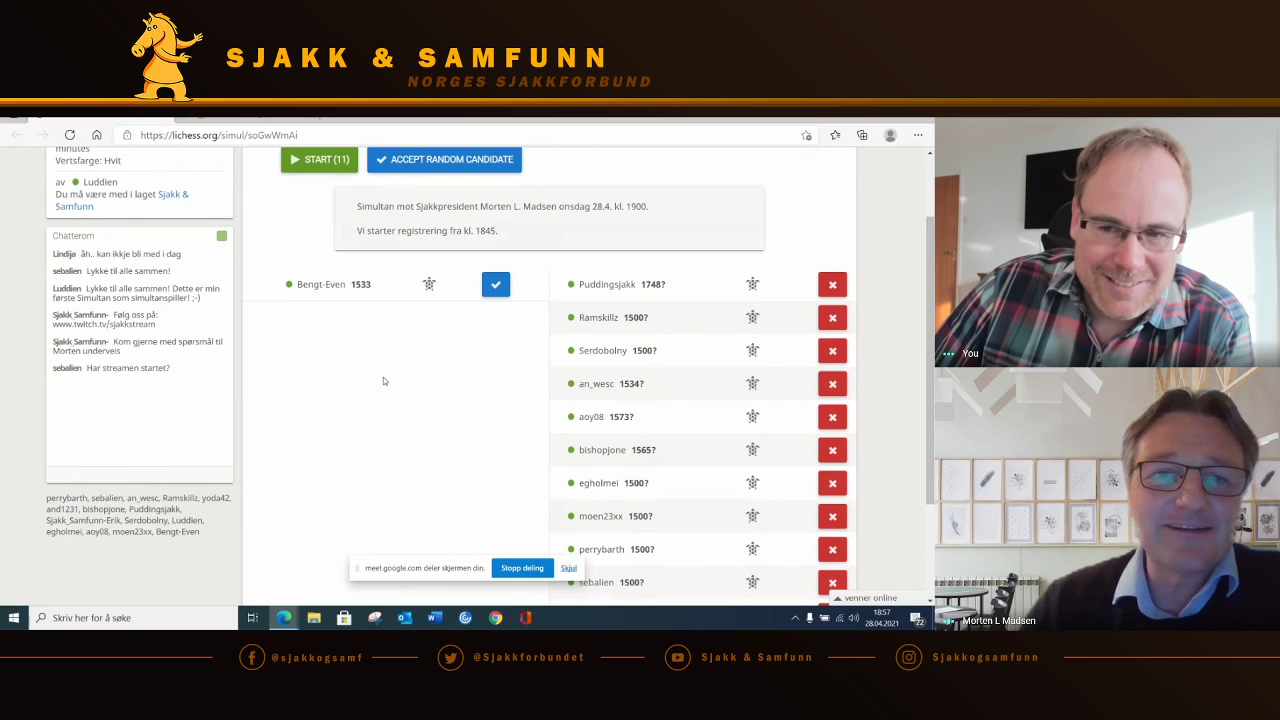 SJAKK & SAMFUNN
NORGES SJAKKFORBUND
https://lichess.org/simul/soGwWmAi
minutes
Vertsfarge: Hvit
av Luddien
Du må være med i laget Sjakk &
Samfunn
START (11)
ACCEPT RANDOM CANDIDATE
Simultan mot Sjakkpresident Morten L. Madsen onsdag 28.4. kl. 1900.
Vi starter registrering fra kl. 1845.
Chatterom
Lindija åh.. kan ikkje bli med i dag
sebalien Lykke til alle sammen!
Luddien Lykke til alle sammen! Dette er min
første Simultan som simultanspiller! ;-)
Sjakk_Samfunn- Følg oss på:
www.twitch.tv/sjakkstream
Sjakk_Samfunn- Kom gjerne med spørsmål til
Morten underveis
sebalien Har streamen startet?
perrybarth, sebalien, an_wesc, Ramskillz, yoda42,
and1231, bishopjone, Puddingsjakk,
Sjakk_Samfunn-Erik, Serdobolny, Luddien,
egholmei, aoy08, moen23xx, Bengt-Even
Bengt-Even 1533
Puddingsjakk 1748?
Ramskillz 1500?
Serdobolny 1500?
an_wesc 1534?
aoy08 1573?
bishopjone 1565?
egholmei 1500?
moen23xx 1500?
perrybarth 1500?
sebalien 1500?
meet.google.com deler skjermen din.
Stopp deling
Skjul
venner online
Skriv her for å søke
18:57
28.04.2021
22
You
Morten L Madsen
@sjakkogsamf
@Sjakkforbundet
Sjakk & Samfunn
Sjakkogsamfunn